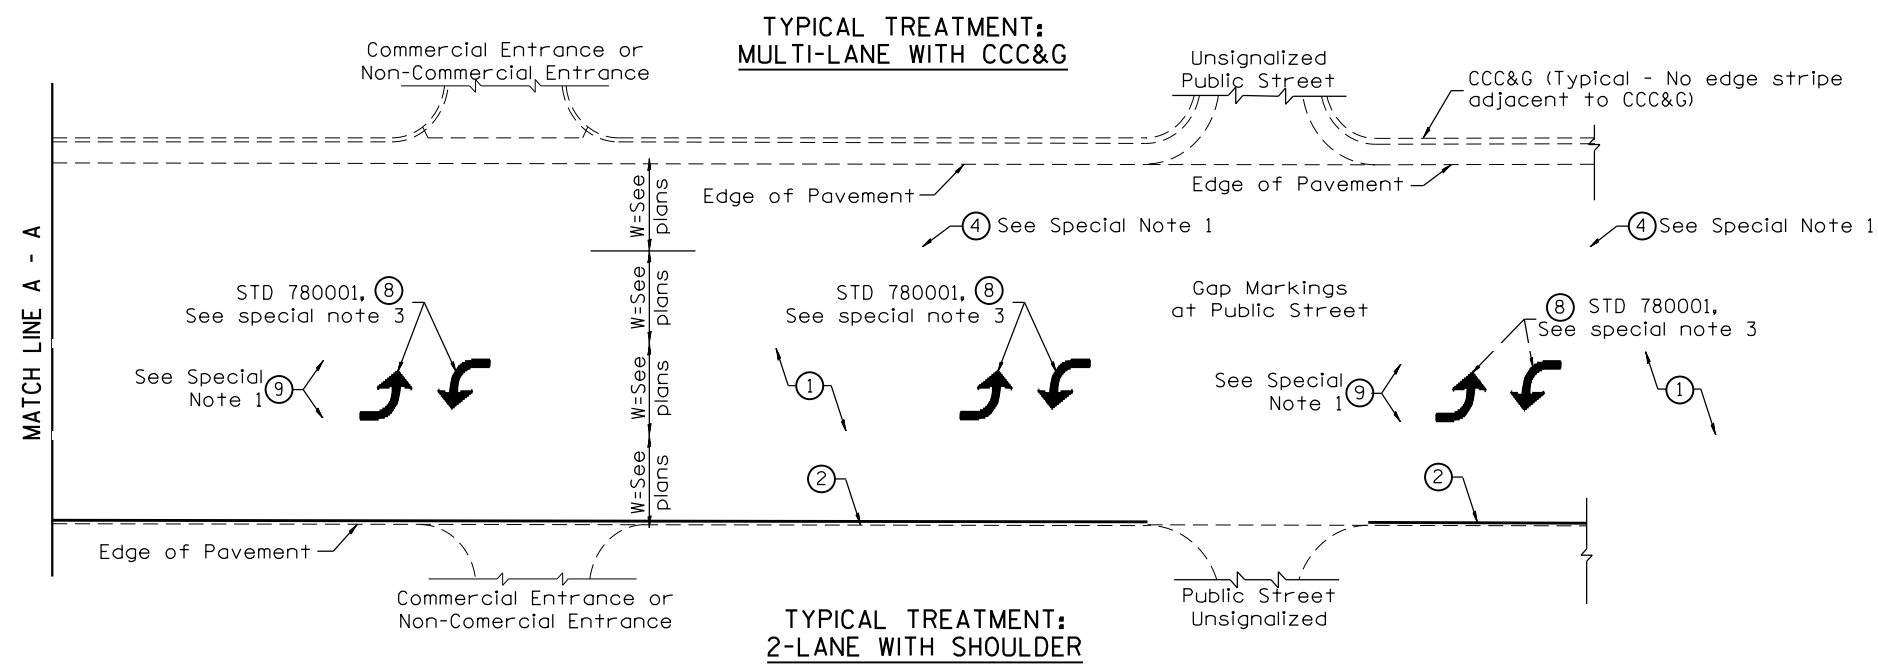 TYPICAL TREATMENT:
MULTI-LANE WITH CCC&G
Commercial Entrance or
Non-Commercial Entrance
Unsignalized
Public Street
CCC&G (Typical - No edge stripe
adjacent to CCC&G)
Edge of Pavement
Edge of Pavement
W=See
plans
4 See Special Note 1
4 See Special Note 1
MATCH LINE A - A
STD 780001, 8
See special note 3
W=See
plans
STD 780001, 8
See special note 3
Gap Markings
at Public Street
8 STD 780001,
See special note 3
See Special
Note 1 9
W=See
plans
1
See Special
Note 1 9
1
W=See
plans
2
2
Edge of Pavement
Commercial Entrance or
Non-Comercial Entrance
Public Street
Unsignalized
TYPICAL TREATMENT:
2-LANE WITH SHOULDER